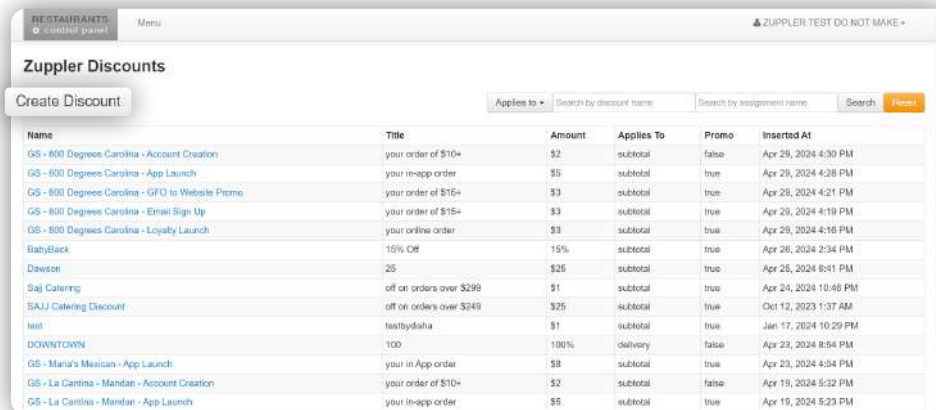 RESTAURANTS
control panel
Menu
ZUPPLER TEST DO NOT MAKE
Zuppler Discounts
Create Discount
Applies to Search by discount name Search by assignment name Search Reset
Name Title Amount Applies To Promo Inserted At
GS - 800 Degrees Carolina - Account Creation your order of $10+ $2 subtotal false Apr 29, 2024 4:30 PM
GS - 800 Degrees Carolina - App Launch your in-app order $5 subtotal true Apr 29, 2024 4:28 PM
GS - 800 Degrees Carolina - GFO to Website Promo your order of $15+ $3 subtotal true Apr 29, 2024 4:21 PM
GS - 800 Degrees Carolina - Email Sign Up your order of $15+ $3 subtotal true Apr 29, 2024 4:19 PM
GS - 800 Degrees Carolina - Loyalty Launch your online order $3 subtotal true Apr 29, 2024 4:16 PM
BabyBack 15% Off 15% subtotal true Apr 26, 2024 2:34 PM
Dawson 25 $25 subtotal true Apr 25, 2024 6:41 PM
Sajj Catering off on orders over $299 $1 subtotal true Apr 24, 2024 10:46 PM
SAJJ Catering Discount off on orders over $249 $25 subtotal true Oct 12, 2023 1:37 AM
test testbydisha $1 subtotal true Jan 17, 2024 10:29 PM
DOWNTOWN 100 100% delivery false Apr 23, 2024 8:54 PM
GS - Maria's Mexican - App Launch your in App order $8 subtotal true Apr 23, 2024 4:04 PM
GS - La Cantina - Mandan - Account Creation your order of $10+ $2 subtotal false Apr 19, 2024 5:32 PM
GS - La Cantina - Mandan - App Launch your in-app order $5 subtotal true Apr 19, 2024 5:23 PM